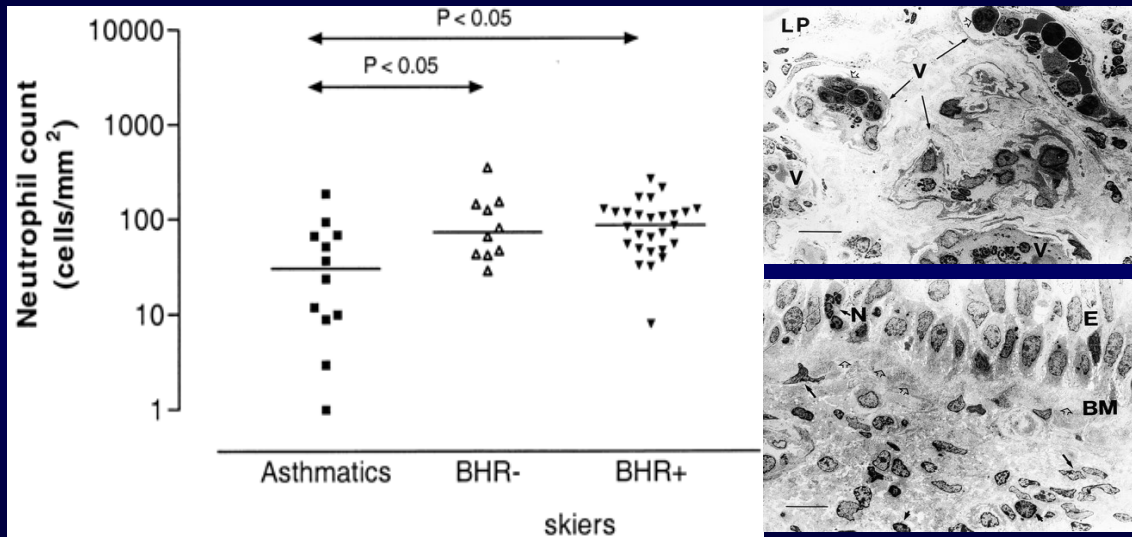 P < 0.05
P < 0.05
Neutrophil count
(cells/mm²)
10000
1000
100
10
1
Asthmatics BHR- BHR+
skiers
LP
V
V
V
N
E
BM